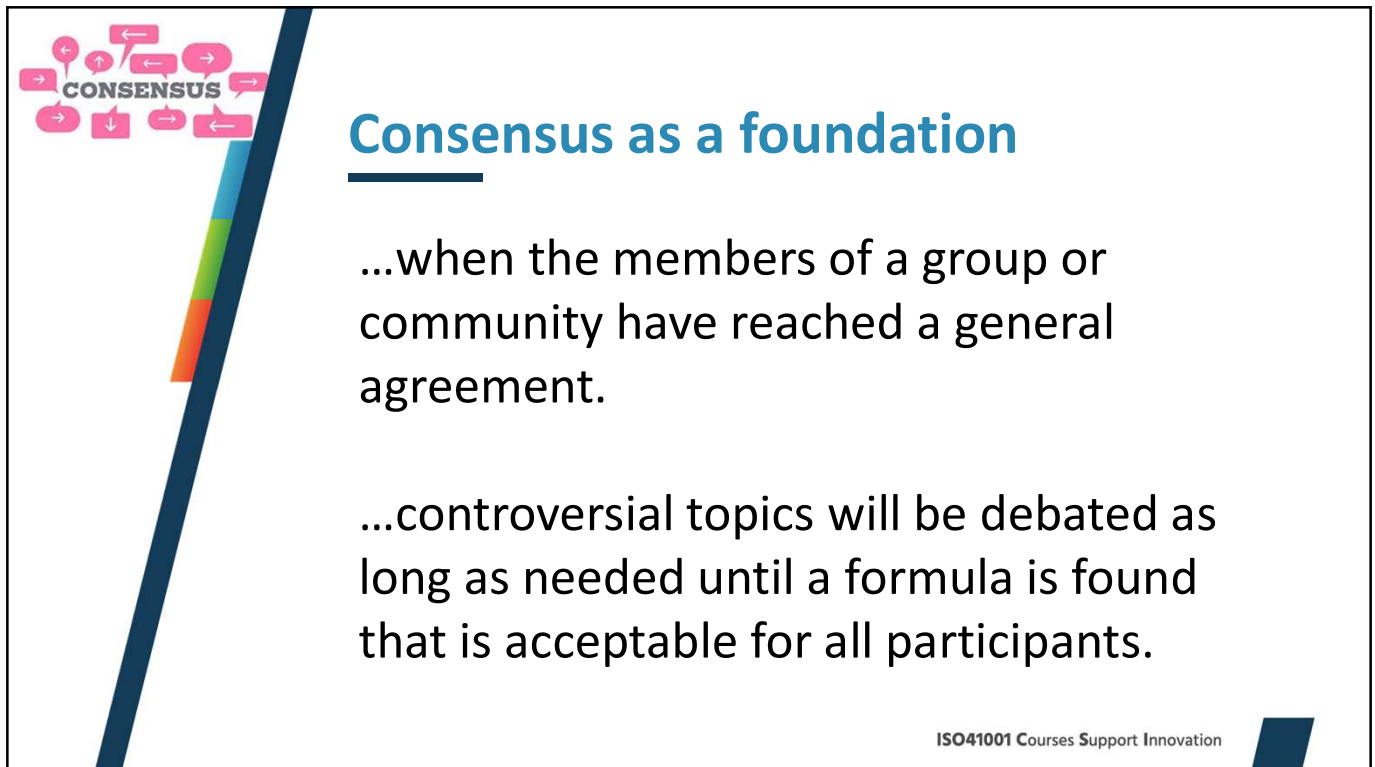 CONSENSUS
Consensus as a foundation
...when the members of a group or
community have reached a general
agreement.
...controversial topics will be debated as
long as needed until a formula is found
that is acceptable for all participants.
ISO41001 Courses Support Innovation